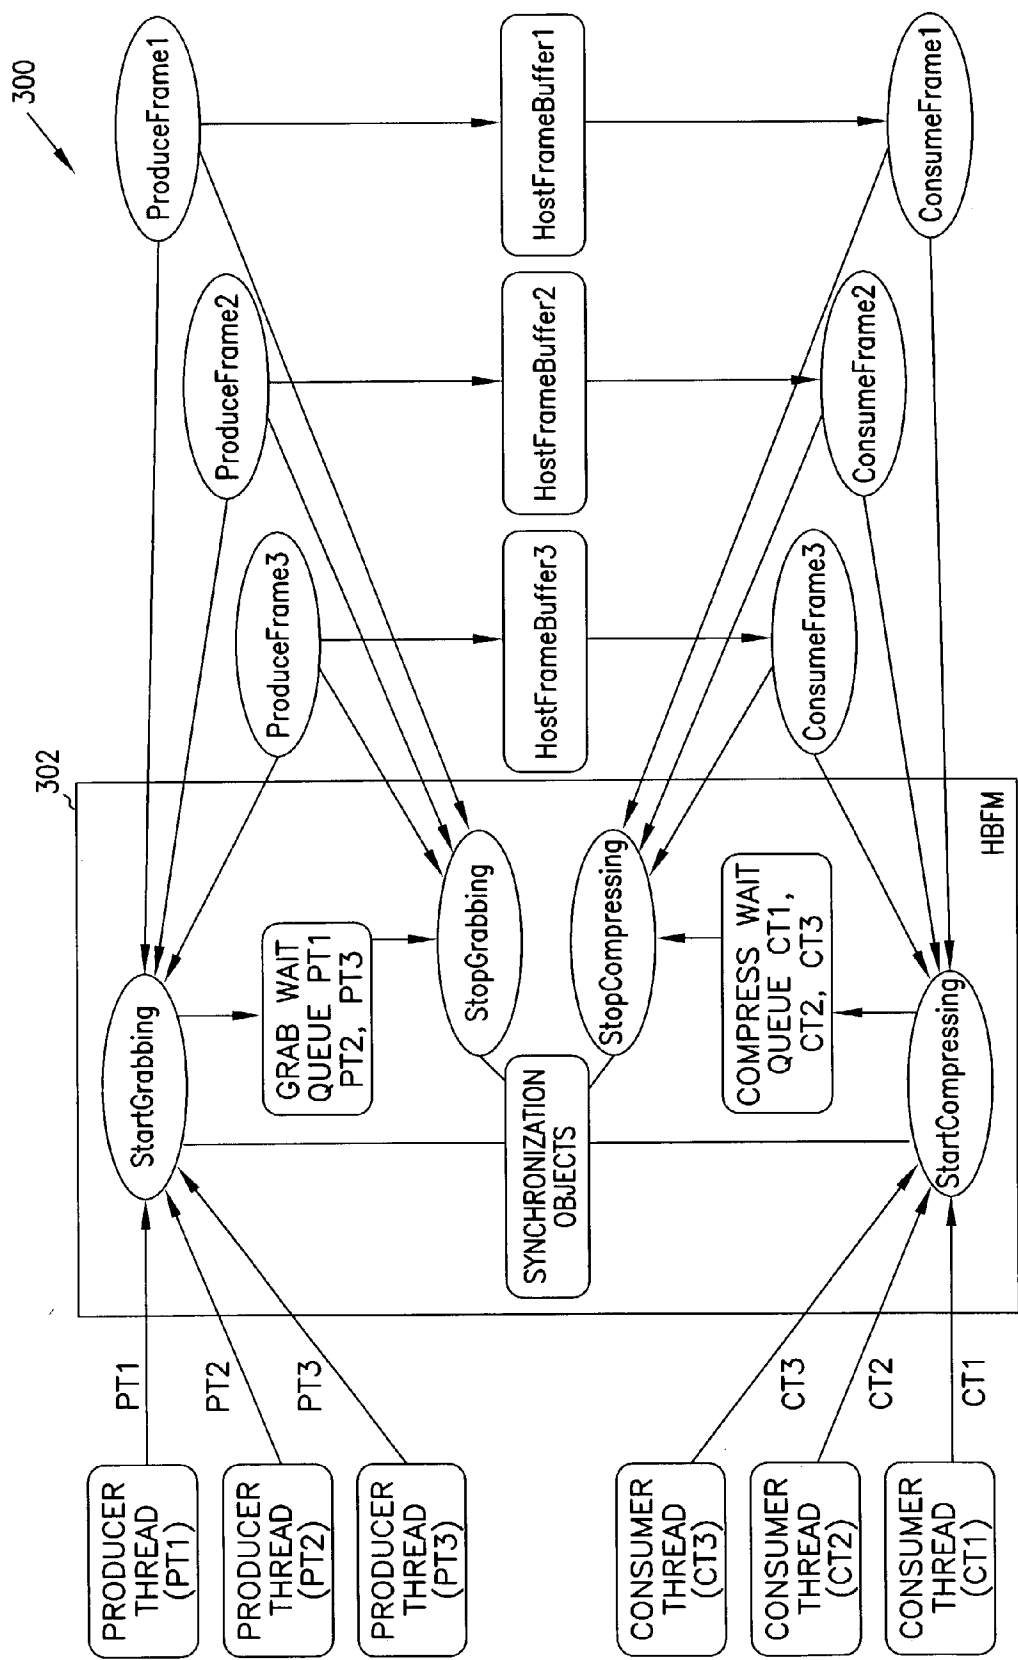 300
302
PRODUCER
THREAD
(PT1)
PRODUCER
THREAD
(PT2)
PRODUCER
THREAD
(PT3)
CONSUMER
THREAD
(CT3)
CONSUMER
THREAD
(CT2)
CONSUMER
THREAD
(CT1)
PT1
PT2
PT3
CT3
CT2
CT1
StartGrabbing
GRAB WAIT
QUEUE PT1
PT2, PT3
StopGrabbing
SYNCHRONIZATION
OBJECTS
StopCompressing
COMPRESS WAIT
QUEUE CT1,
CT2, CT3
StartCompressing
HBFM
ProduceFrame3
ProduceFrame2
ProduceFrame1
HostFrameBuffer3
HostFrameBuffer2
HostFrameBuffer1
ConsumeFrame3
ConsumeFrame2
ConsumeFrame1